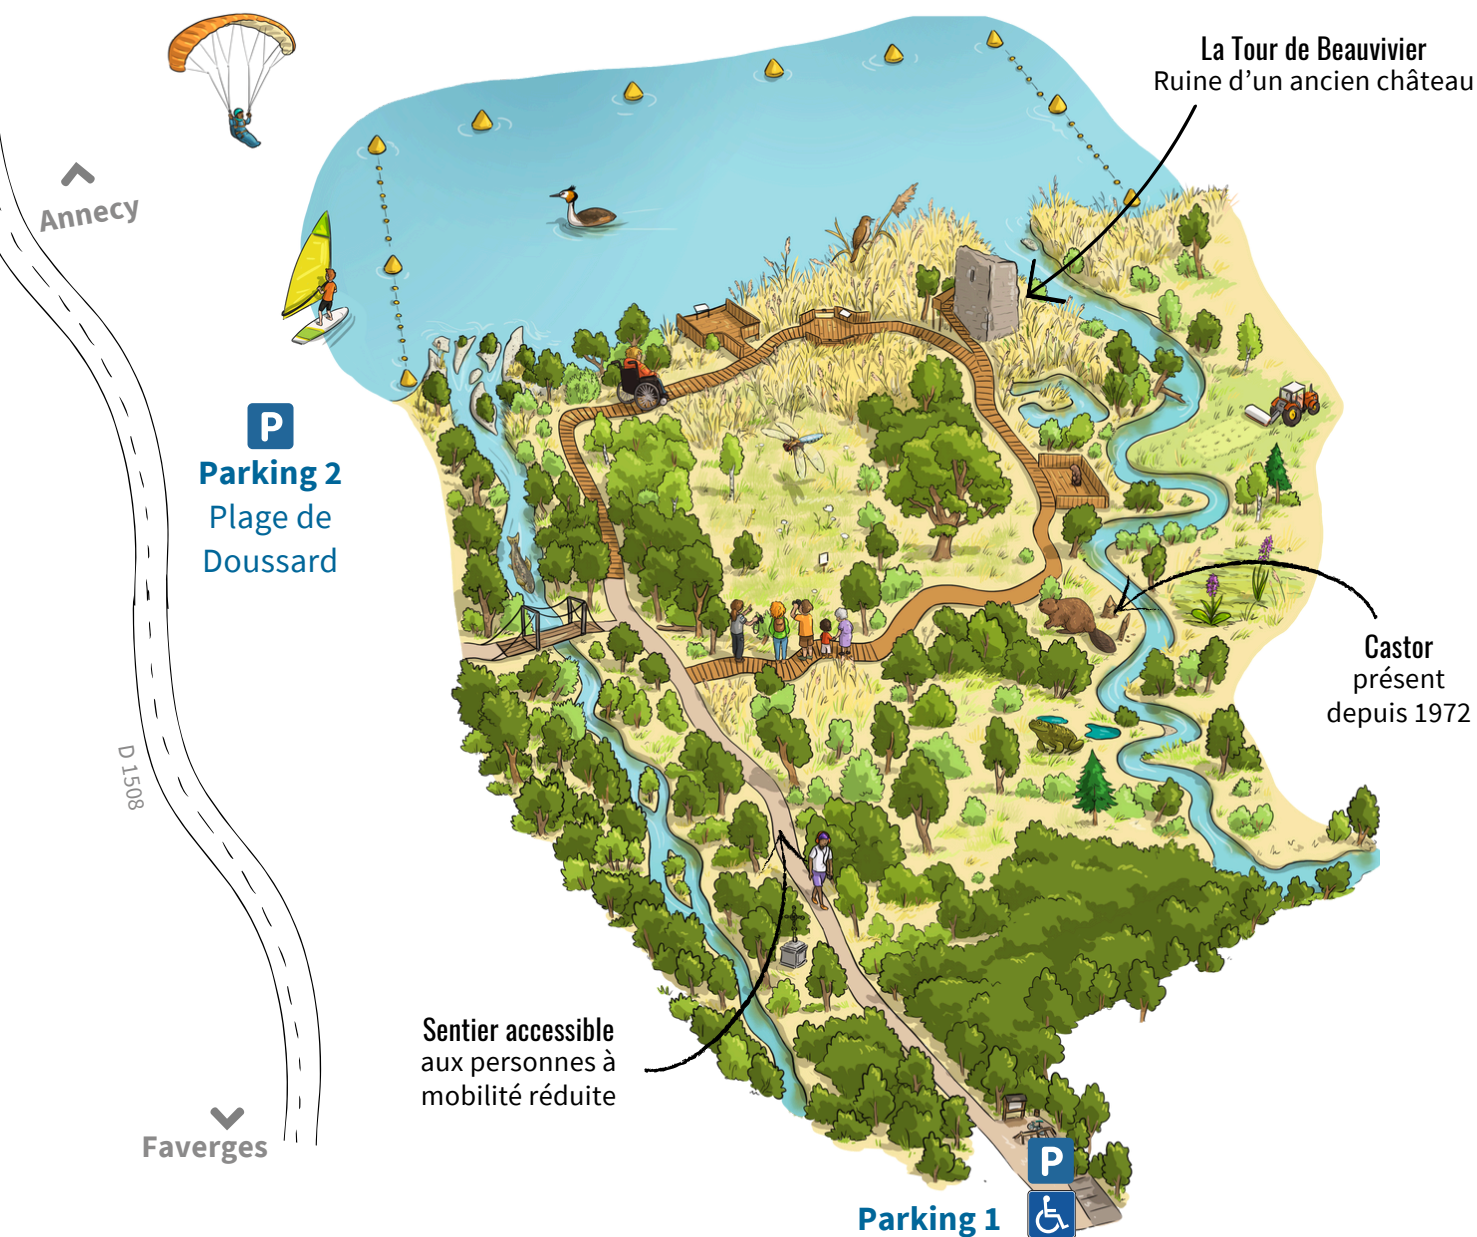 La Tour de Beauvivier
Ruine d'un ancien château
Annecy
P
Parking 2
Plage de
Doussard
Castor
présent
depuis 1972
D 1508
Sentier accessible
aux personnes à
mobilité réduite
Faverges
P
Parking 1